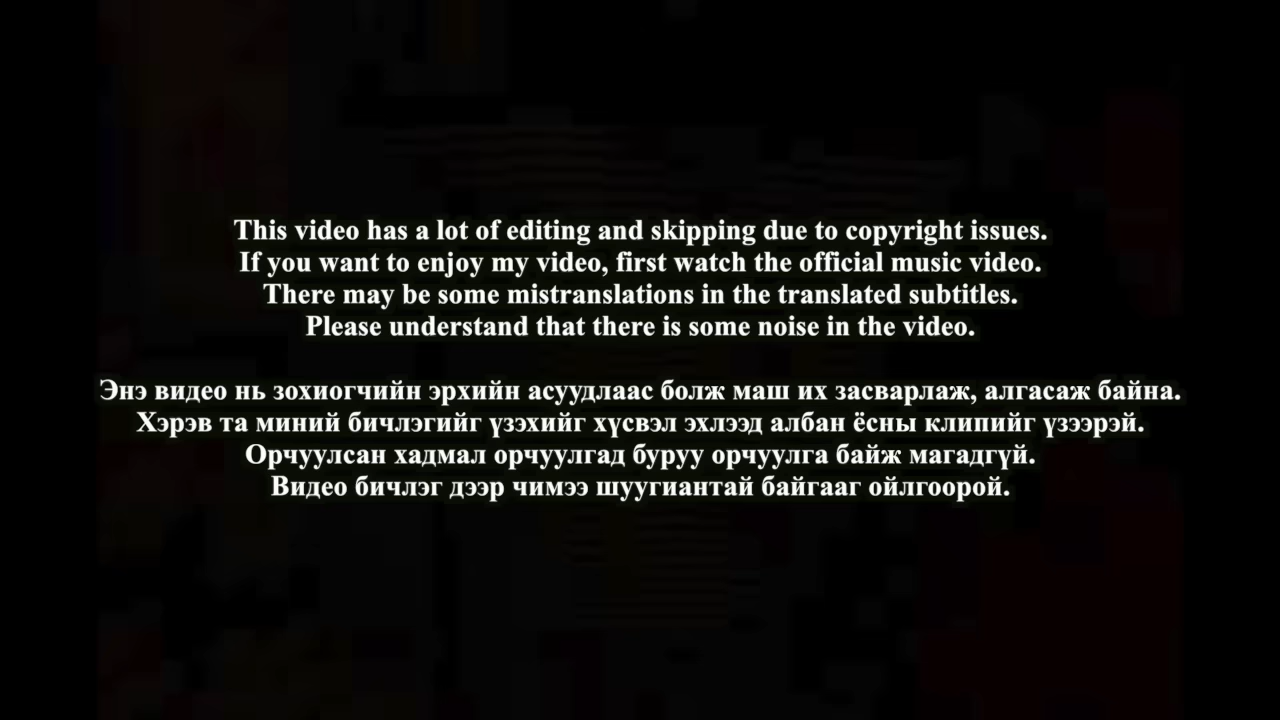 This video has a lot of editing and skipping due to copyright issues.
If you want to enjoy my video, first watch the official music video.
There may be some mistranslations in the translated subtitles.
Please understand that there is some noise in the video.
Энэ видео нь зохиогчийн эрхийн асуудлаас болж маш их засварлаж, алгасаж байна.
Хэрэв та миний бичлэгийг үзэхийг хүсвэл эхлээд албан ёсны клипийг үзээрэй.
Орчуулсан хадмал орчуулгад буруу орчуулга байж магадгүй.
Видео бичлэг дээр чимээ шуугиантай байгааг ойлгоорой.